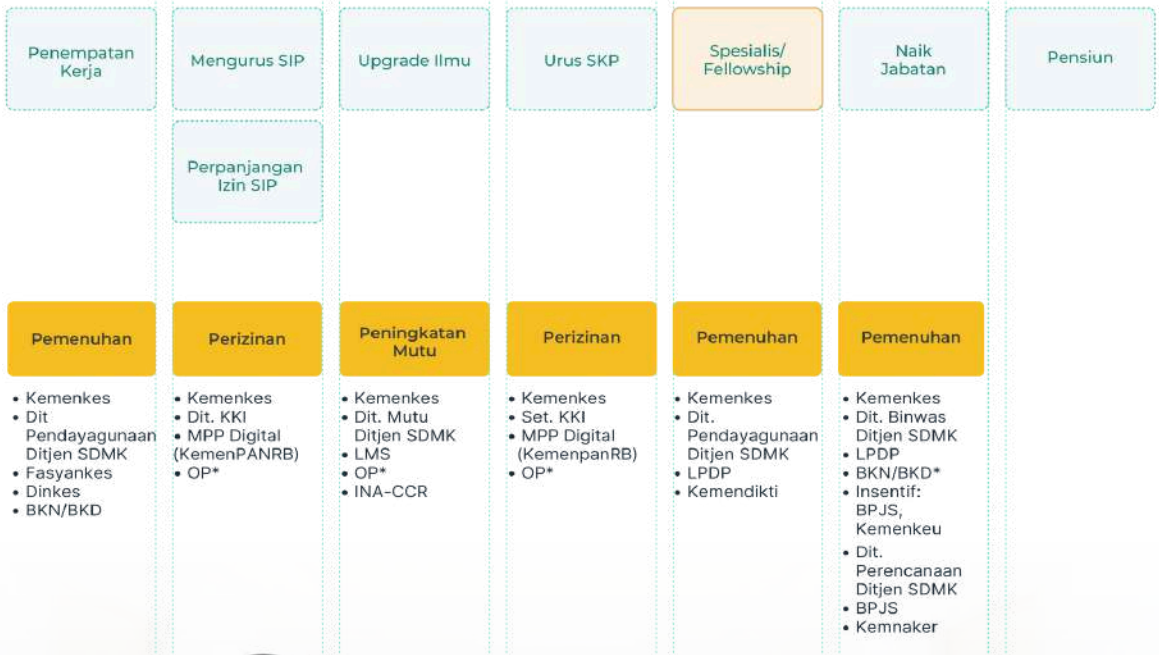 Penempatan
Kerja
Mengurus SIP
Upgrade Ilmu
Urus SKP
Spesialis/
Fellowship
Naik
Jabatan
Pensiun
Perpanjangan
Izin SIP
Pemenuhan
Perizinan
Peningkatan
Mutu
Perizinan
Pemenuhan
Pemenuhan
• Kemenkes
• Dit
Pendayagunaan
Ditjen SDMK
• Fasyankes
• Dinkes
• BKN/BKD
• Kemenkes
• Dit. KKI
• MPP Digital
(KemenPANRB)
• OP*
• Kemenkes
• Dit. Mutu
Ditjen SDMK
• LMS
• OP*
• INA-CCR
• Kemenkes
• Set. KKI
• MPP Digital
(KemenpanRB)
• OP*
• Kemenkes
• Dit.
Pendayagunaan
Ditjen SDMK
• LPDP
• Kemendikti
• Kemenkes
• Dit. Binwas
Ditjen SDMK
• LPDP
• BKN/BKD*
• Insentif:
BPJS,
Kemenkeu
• Dit.
Perencanaan
Ditjen SDMK
• BPJS
• Kemnaker